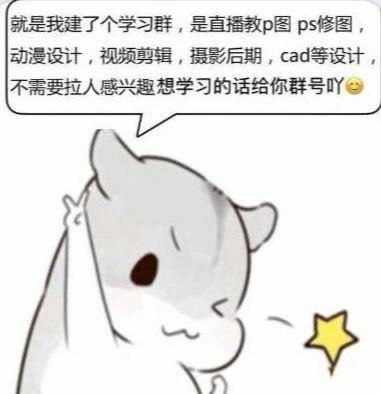 就是我建了个学习群，是直播教p图 ps修图，
动漫设计，视频剪辑，摄影后期，cad等设计，
不需要拉人感兴趣想学习的话给你群号吖😊